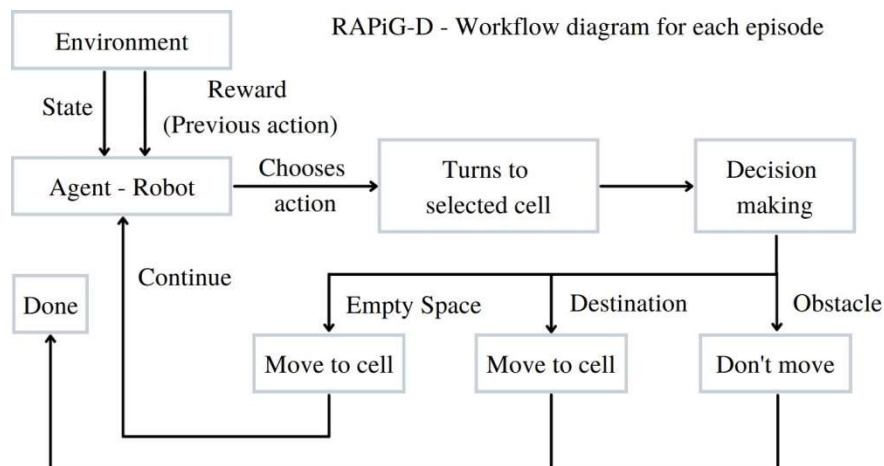 RAPiG-D - Workflow diagram for each episode
Environment
State
Reward
(Previous action)
Agent - Robot
Chooses
action
Turns to
selected cell
Decision
making
Continue
Done
Empty Space
Destination
Obstacle
Move to cell
Move to cell
Don't move